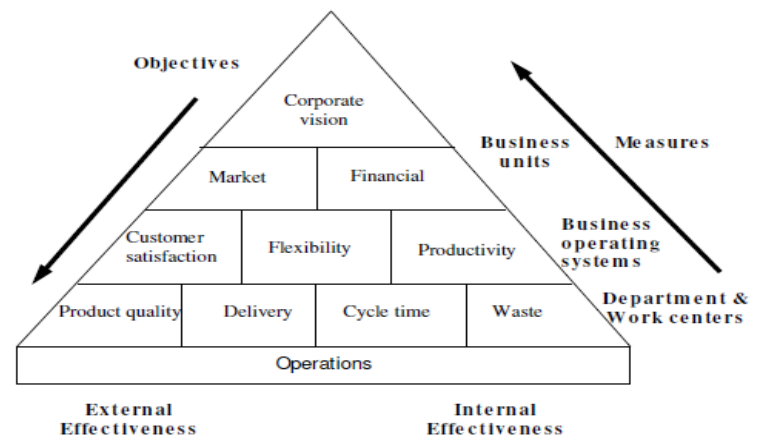 Objectives
Corporate
vision
Business
units
Measures
Market
Financial
Customer
satisfaction
Flexibility
Productivity
Business
operating
systems
Product quality
Delivery
Cycle time
Waste
Department &
Work centers
Operations
External
Effectiveness
Internal
Effectiveness